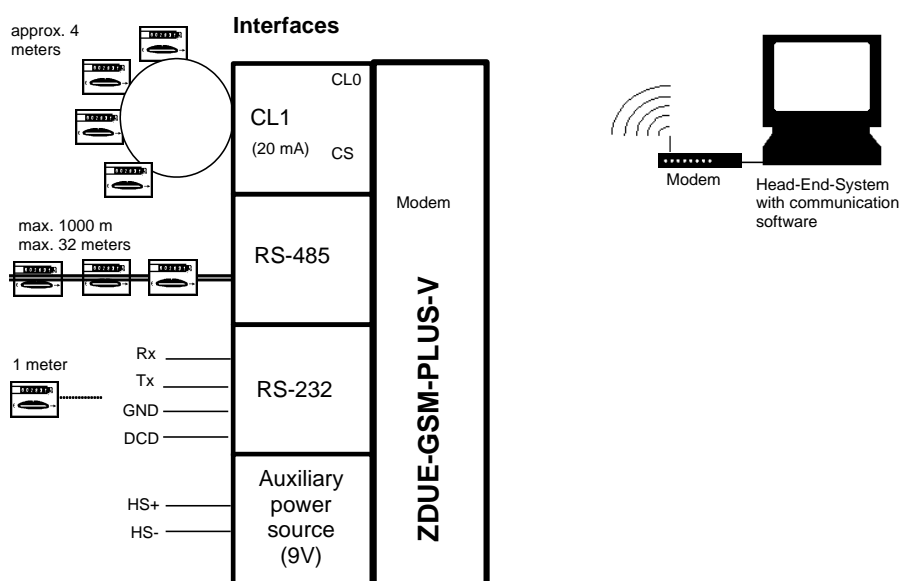 approx. 4
meters
Interfaces
CL0
CL1
(20 mA)
CS
Modem
Modem
Head-End-System
with communication
software
max. 1000 m
max. 32 meters
RS-485
ZDUE-GSM-PLUS-V
1 meter
Rx
Tx
GND
DCD
RS-232
HS+
HS-
Auxiliary
power
source
(9V)